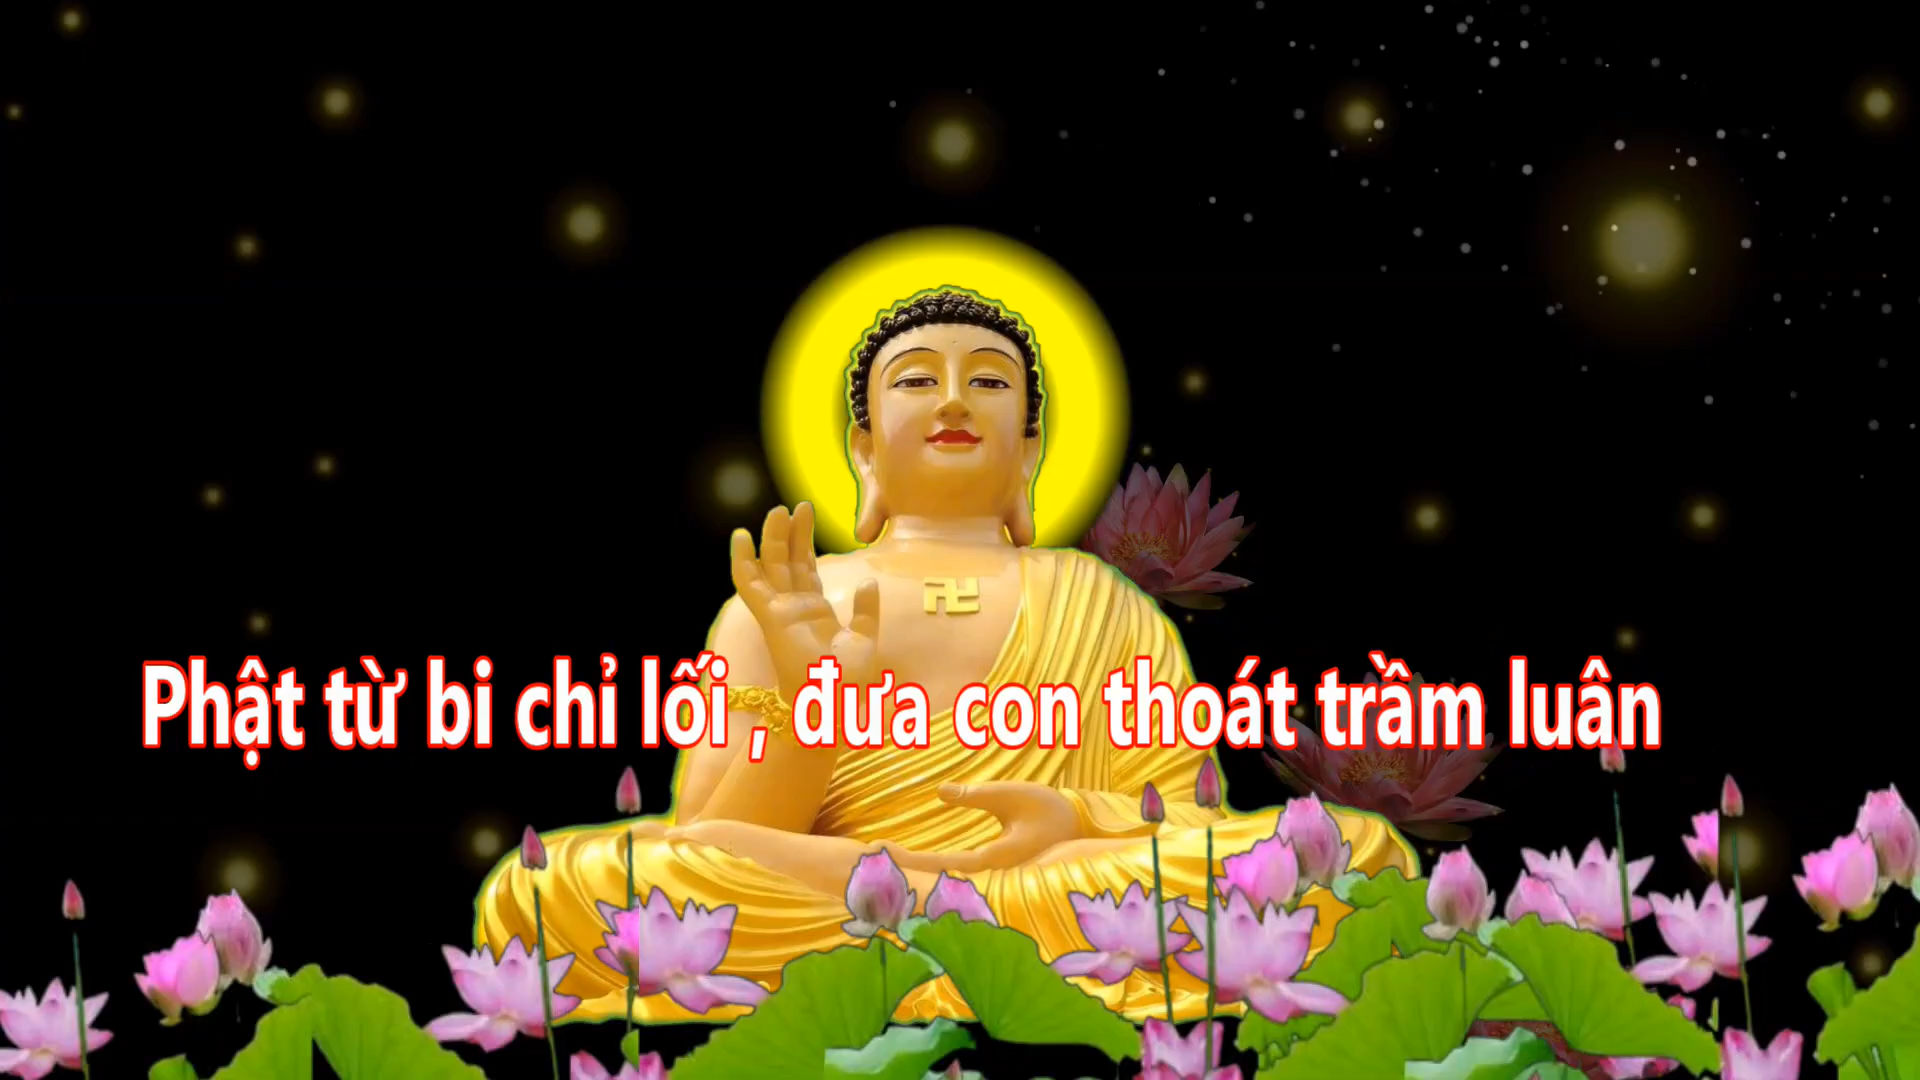 Phật từ bi chỉ lối , đưa con thoát trầm luân